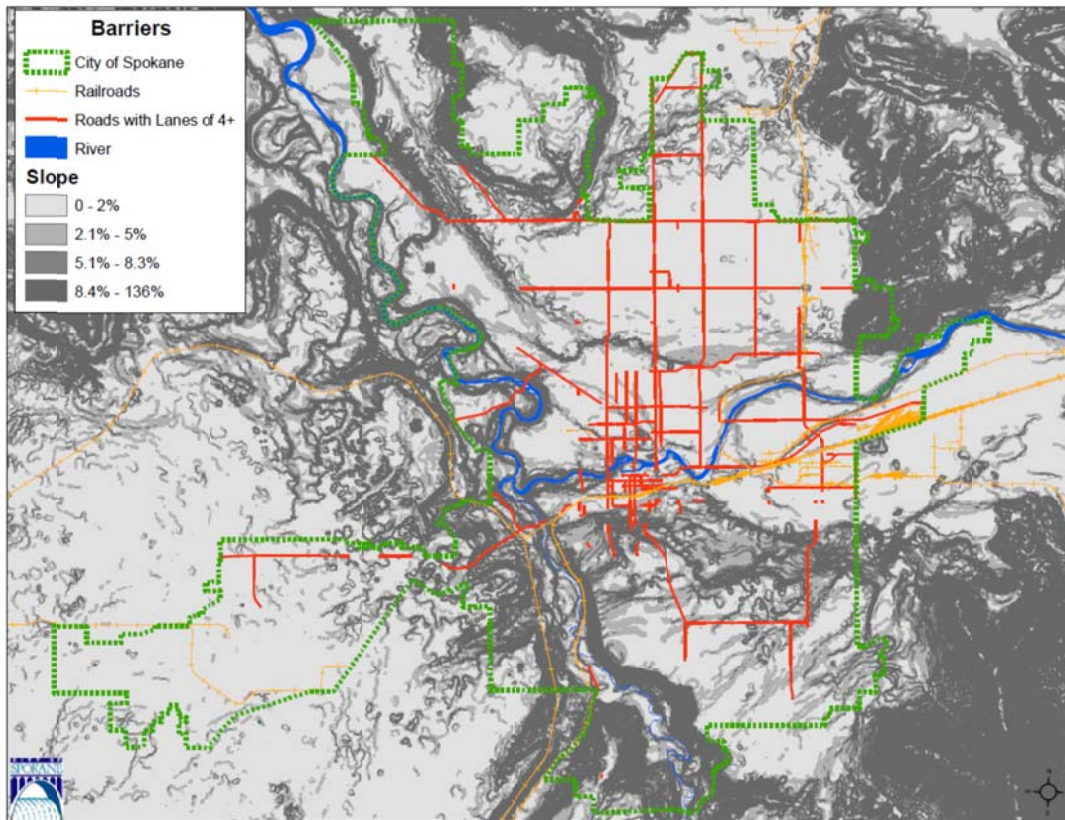 Barriers
City of Spokane
Railroads
Roads with Lanes of 4+
River
Slope
0 - 2%
2.1% - 5%
5.1% - 8.3%
8.4% - 136%
SPOKANE